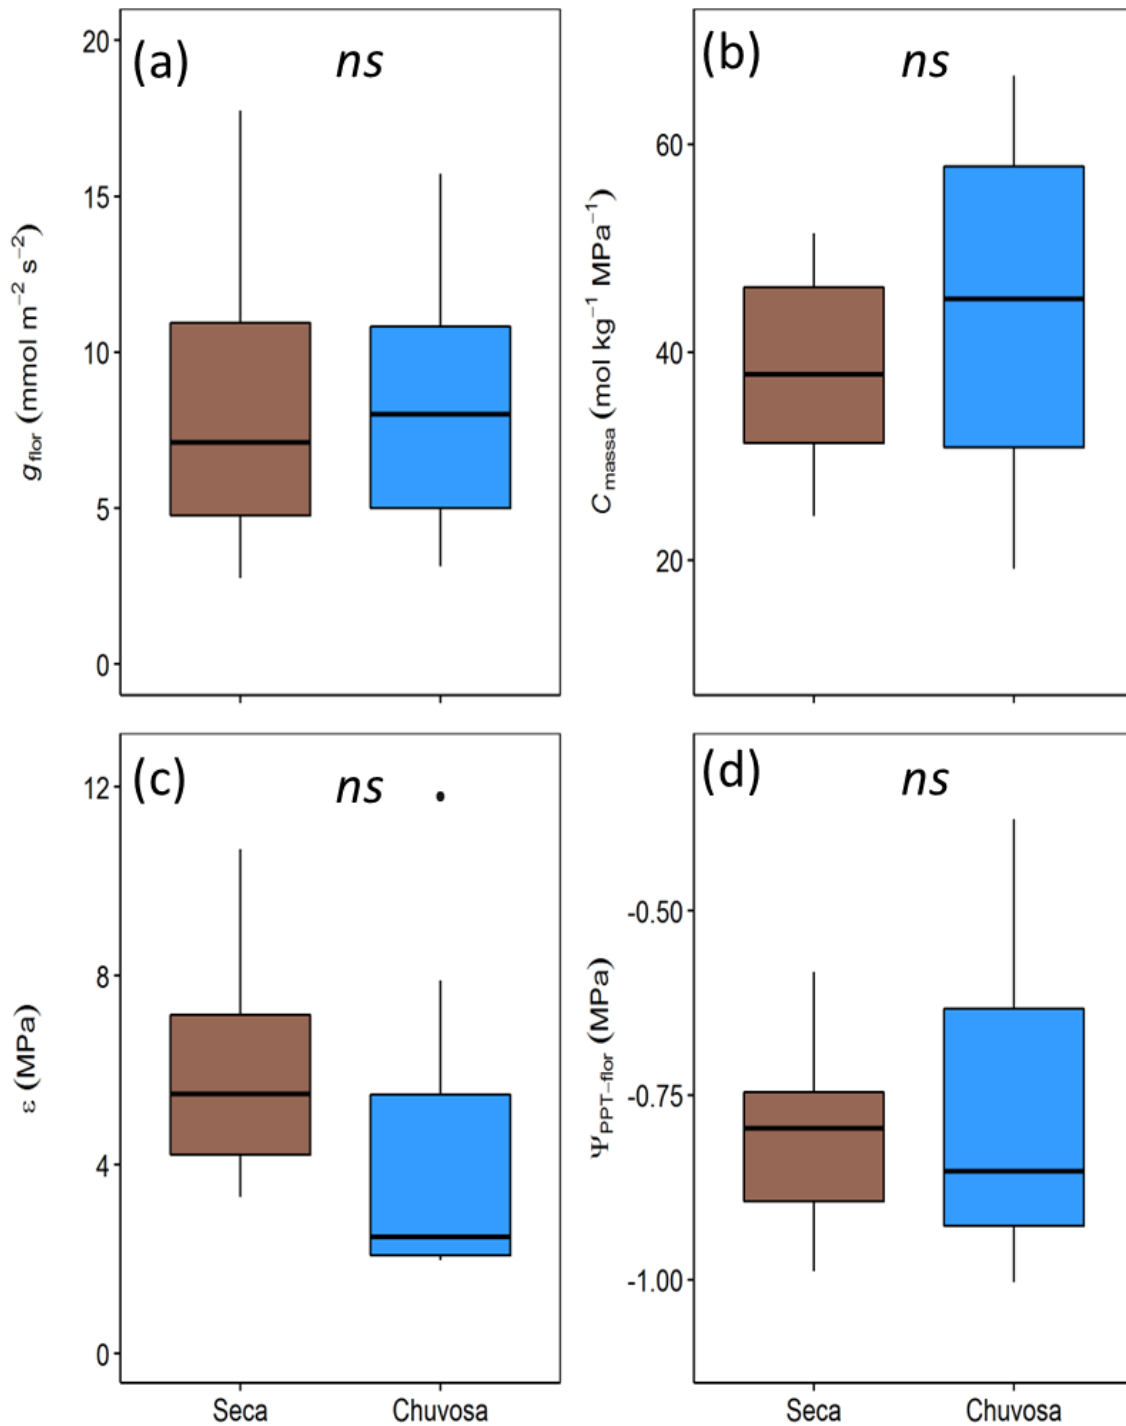 (a) ns
20
15
10
5
0
g_flor (mmol m⁻² s⁻²)
(b) ns
60
40
20
C_massa (mol kg⁻¹ MPa⁻¹)
(c) ns
12
8
4
0
ε (MPa)
Seca Chuvosa
(d) ns
-0.50
-0.75
-1.00
Ψ_PPT−flor (MPa)
Seca Chuvosa